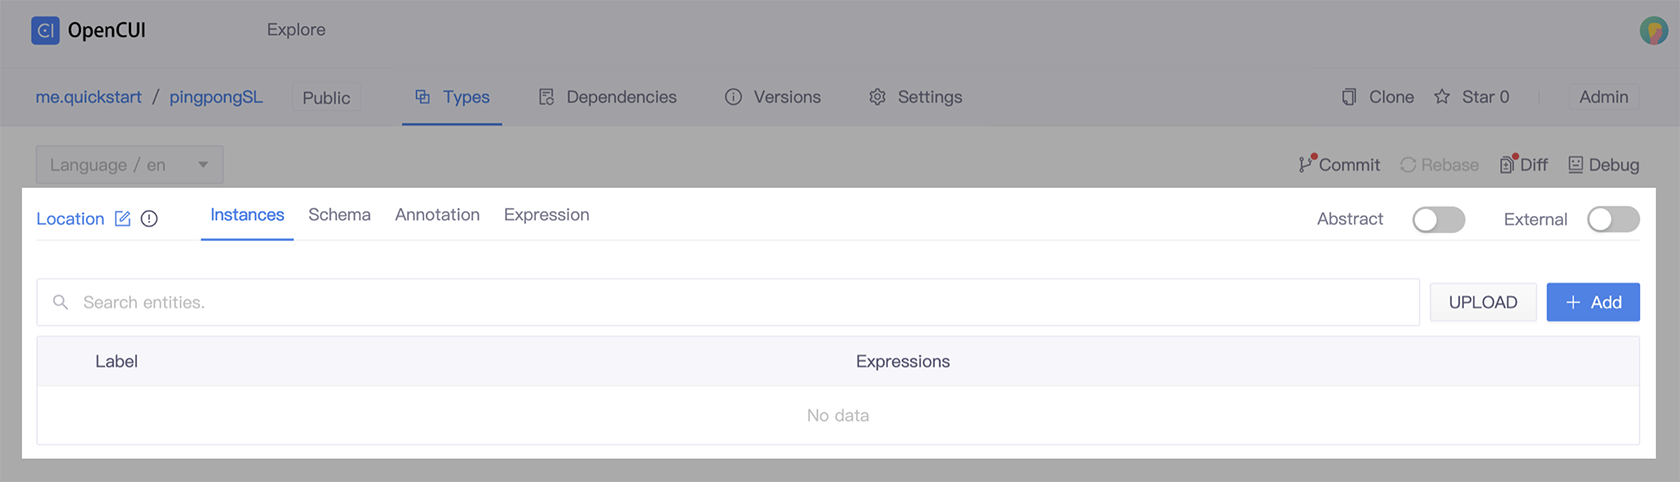 OpenCUI Explore
me.quickstart / pingpongSL Public Types Dependencies Versions Settings Clone Star 0 Admin
Language / en Commit Rebase Diff Debug
Location Instances Schema Annotation Expression Abstract External
Search entities. UPLOAD + Add
Label Expressions
No data